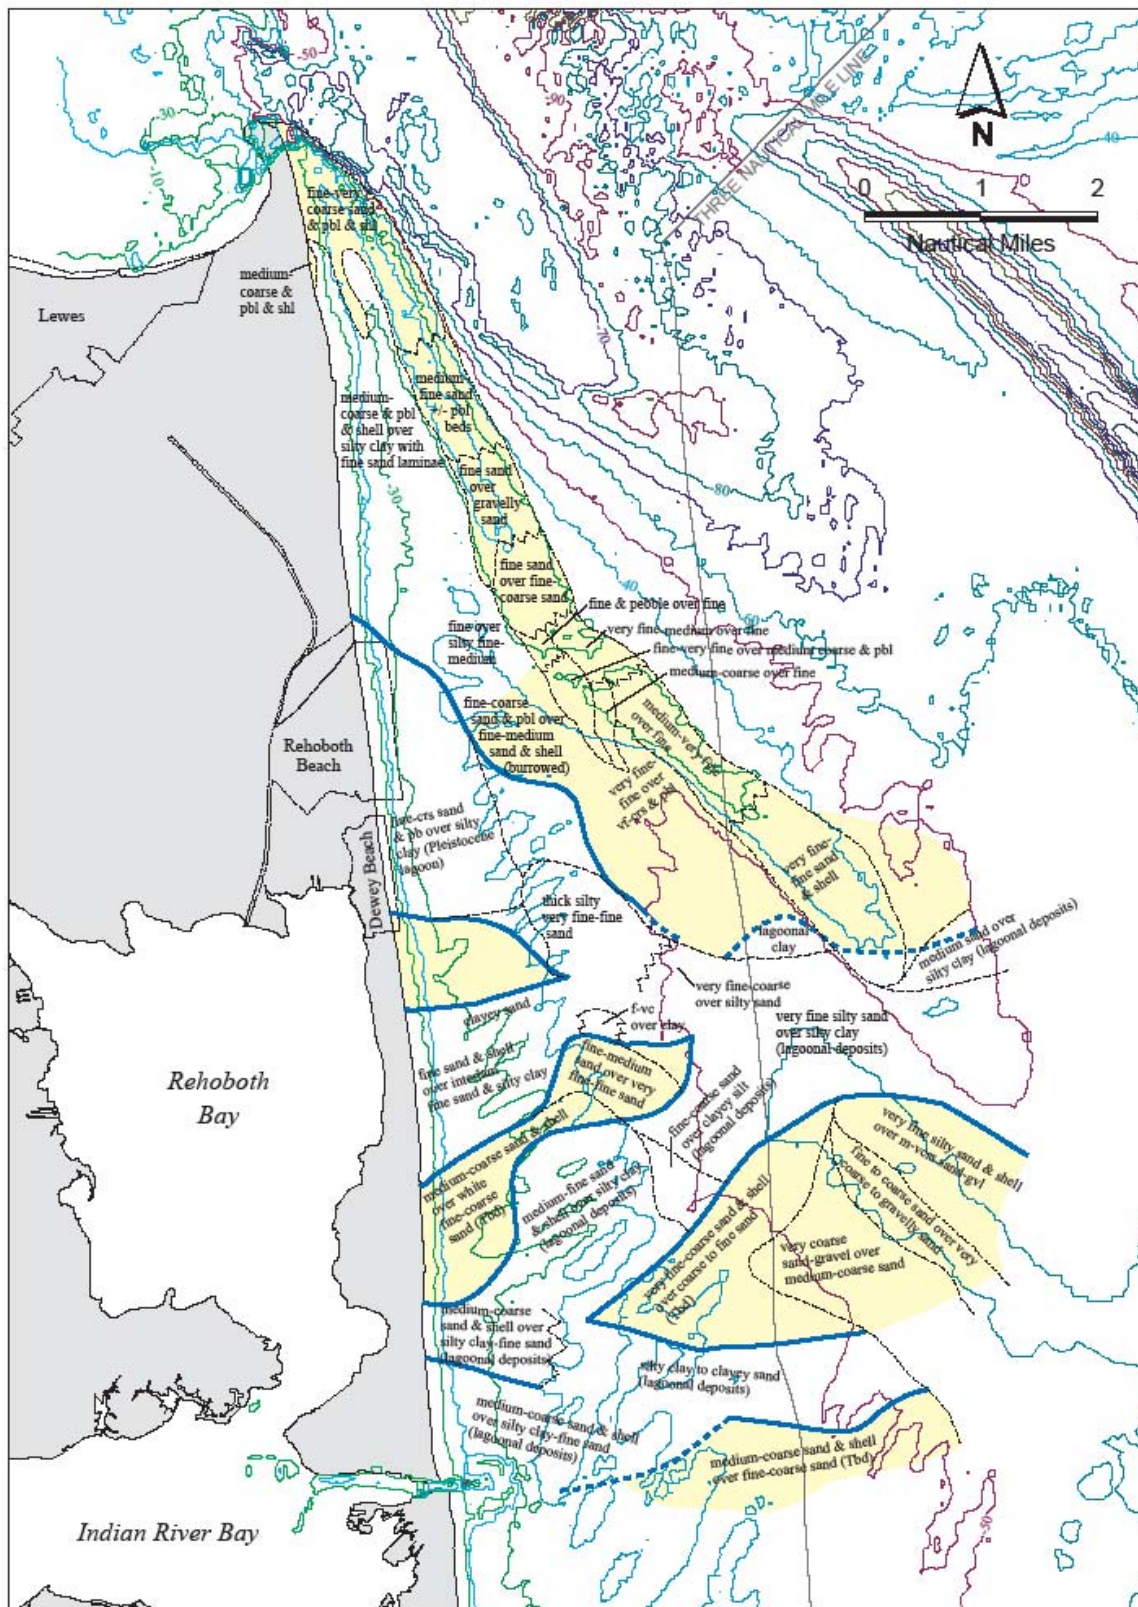 -50
-90
THREE NAUTICAL MILE LINE
N
40
-30
-10
0 1 2
Nautical Miles
fine-very
coarse sand
& pbl & shl
medium-
coarse &
pbl & shl
Lewes
-70
medium-
coarse & pbl
& shell over
silty clay with
fine sand laminae
medium-
fine sand
+/- pbl
beds
-30
fine sand
over
gravelly
sand
-80
fine sand
over fine-
coarse sand
-40
-60
fine & pebble over fine
very fine-medium over fine
fine-very fine over medium coarse & pbl
medium-coarse over fine
fine over
silty fine-
medium
fine-coarse
sand & pbl over
fine-medium
sand & shell
(burrowed)
medium-very fine
over fine
very fine-
fine over
vf-crs & pbl
Rehoboth
Beach
fine-crs sand
& pb over silty
clay (Pleistocene
lagoon)
Dewey Beach
very fine-
fine sand
& shell
thick silty
very fine-fine
sand
lagoonal
clay
medium sand over
silty clay (lagoonal deposits)
very fine-coarse
over silty sand
clayey sand
f-vc
over clay
very fine silty sand
over silty clay
(lagoonal deposits)
fine sand & shell
over interlam
fine sand & silty clay
fine-medium
sand over very
fine-fine sand
fine-coarse sand
over clayey silt
(lagoonal deposits)
Rehoboth
Bay
very fine silty sand & shell
over m-vcrs sand-gvl
medium-coarse sand & shell
over white
fine-coarse
sand (Tbd)
medium-fine sand
& shell over silty clay
(lagoonal deposits)
fine to coarse sand over very
coarse to gravelly sand
very fine-coarse sand & shell
over coarse to fine sand
(Tbd)
very coarse
sand-gravel over
medium-coarse sand
medium-coarse
sand & shell over
silty clay-fine sand
(lagoonal deposits)
silty clay to clayey sand
(lagoonal deposits)
medium-coarse sand & shell
over silty clay-fine sand
(lagoonal deposits)
medium-coarse sand & shell
over fine-coarse sand (Tbd)
-50
Indian River Bay